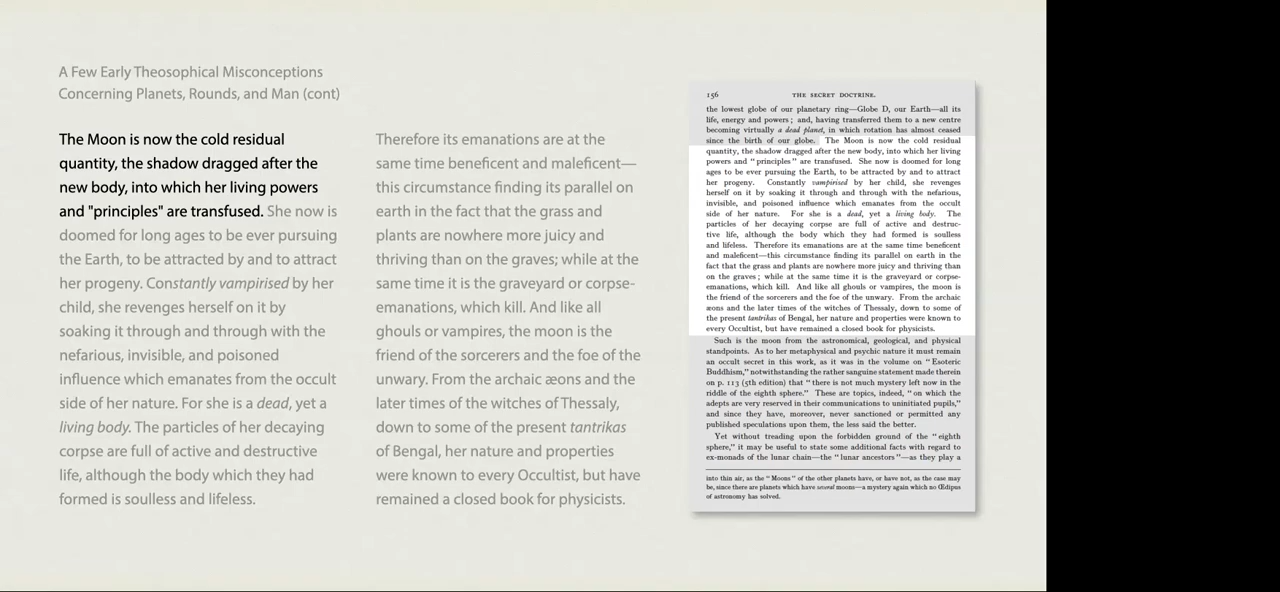 A Few Early Theosophical Misconceptions
Concerning Planets, Rounds, and Man (cont)
The Moon is now the cold residual
quantity, the shadow dragged after the
new body, into which her living powers
and "principles" are transfused. She now is
doomed for long ages to be ever pursuing
the Earth, to be attracted by and to attract
her progeny. Constantly vampirised by her
child, she revenges herself on it by
soaking it through and through with the
nefarious, invisible, and poisoned
influence which emanates from the occult
side of her nature. For she is a dead, yet a
living body. The particles of her decaying
corpse are full of active and destructive
life, although the body which they had
formed is soulless and lifeless.
Therefore its emanations are at the
same time beneficent and maleficent—
this circumstance finding its parallel on
earth in the fact that the grass and
plants are nowhere more juicy and
thriving than on the graves; while at the
same time it is the graveyard or corpse-
emanations, which kill. And like all
ghouls or vampires, the moon is the
friend of the sorcerers and the foe of the
unwary. From the archaic æons and the
later times of the witches of Thessaly,
down to some of the present tantrikas
of Bengal, her nature and properties
were known to every Occultist, but have
remained a closed book for physicists.
156 THE SECRET DOCTRINE.
the lowest globe of our planetary ring—Globe D, our Earth—all its
life, energy and powers; and, having transferred them to a new centre
becoming virtually a dead planet, in which rotation has almost ceased
since the birth of our globe. The Moon is now the cold residual
quantity, the shadow dragged after the new body, into which her living
powers and "principles" are transfused. She now is doomed for long
ages to be ever pursuing the Earth, to be attracted by and to attract
her progeny. Constantly vampirised by her child, she revenges
herself on it by soaking it through and through with the nefarious,
invisible, and poisoned influence which emanates from the occult
side of her nature. For she is a dead, yet a living body. The
particles of her decaying corpse are full of active and destruc-
tive life, although the body which they had formed is soulless
and lifeless. Therefore its emanations are at the same time beneficent
and maleficent—this circumstance finding its parallel on earth in the
fact that the grass and plants are nowhere more juicy and thriving than
on the graves; while at the same time it is the graveyard or corpse-
emanations, which kill. And like all ghouls or vampires, the moon is
the friend of the sorcerers and the foe of the unwary. From the archaic
æons and the later times of the witches of Thessaly, down to some of
the present tantrikas of Bengal, her nature and properties were known to
every Occultist, but have remained a closed book for physicists.
Such is the moon from the astronomical, geological, and physical
standpoints. As to her metaphysical and psychic nature it must remain
an occult secret in this work, as it was in the volume on "Esoteric
Buddhism," notwithstanding the rather sanguine statement made therein
on p. 113 (5th edition) that "there is not much mystery left now in the
riddle of the eighth sphere." These are topics, indeed, "on which the
adepts are very reserved in their communications to uninitiated pupils,"
and since they have, moreover, never sanctioned or permitted any
published speculations upon them, the less said the better.
Yet without treading upon the forbidden ground of the "eighth
sphere," it may be useful to state some additional facts with regard to
ex-monads of the lunar chain—the "lunar ancestors"—as they play a
into thin air, as the "Moons" of the other planets have, or have not, as the case may
be, since there are planets which have several moons—a mystery again which no Œdipus
of astronomy has solved.